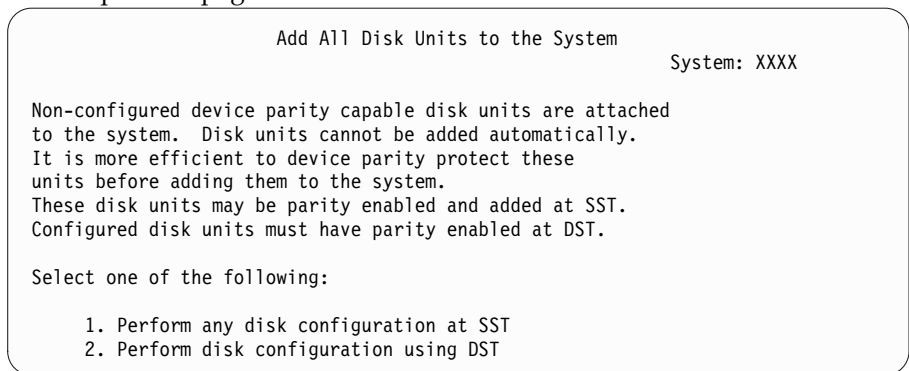 Add All Disk Units to the System
System: XXXX
Non-configured device parity capable disk units are attached
to the system. Disk units cannot be added automatically.
It is more efficient to device parity protect these
units before adding them to the system.
These disk units may be parity enabled and added at SST.
Configured disk units must have parity enabled at DST.
Select one of the following:
1. Perform any disk configuration at SST
2. Perform disk configuration using DST